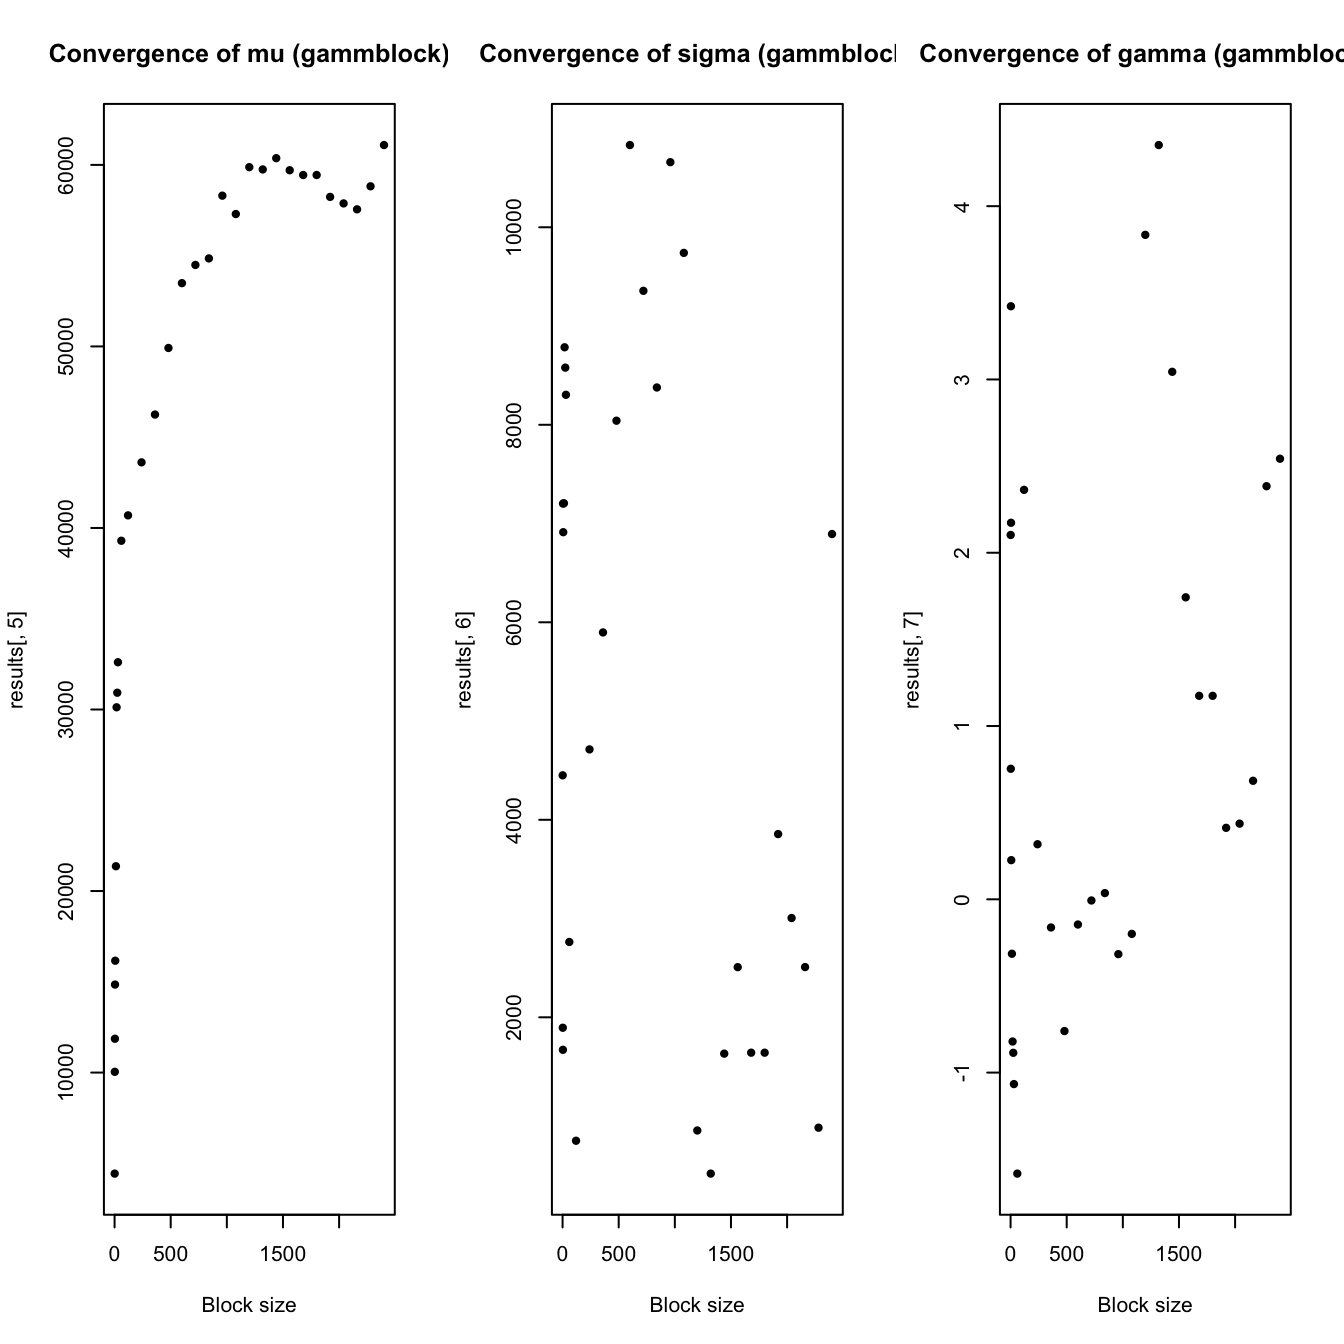 Convergence of mu (gammblock)
results[, 5]
60000
50000
40000
30000
20000
10000
0 500 1500
Block size
Convergence of sigma (gammbloc
results[, 6]
10000
8000
6000
4000
2000
0 500 1500
Block size
Convergence of gamma (gammbloc
results[, 7]
4
3
2
1
0
-1
0 500 1500
Block size